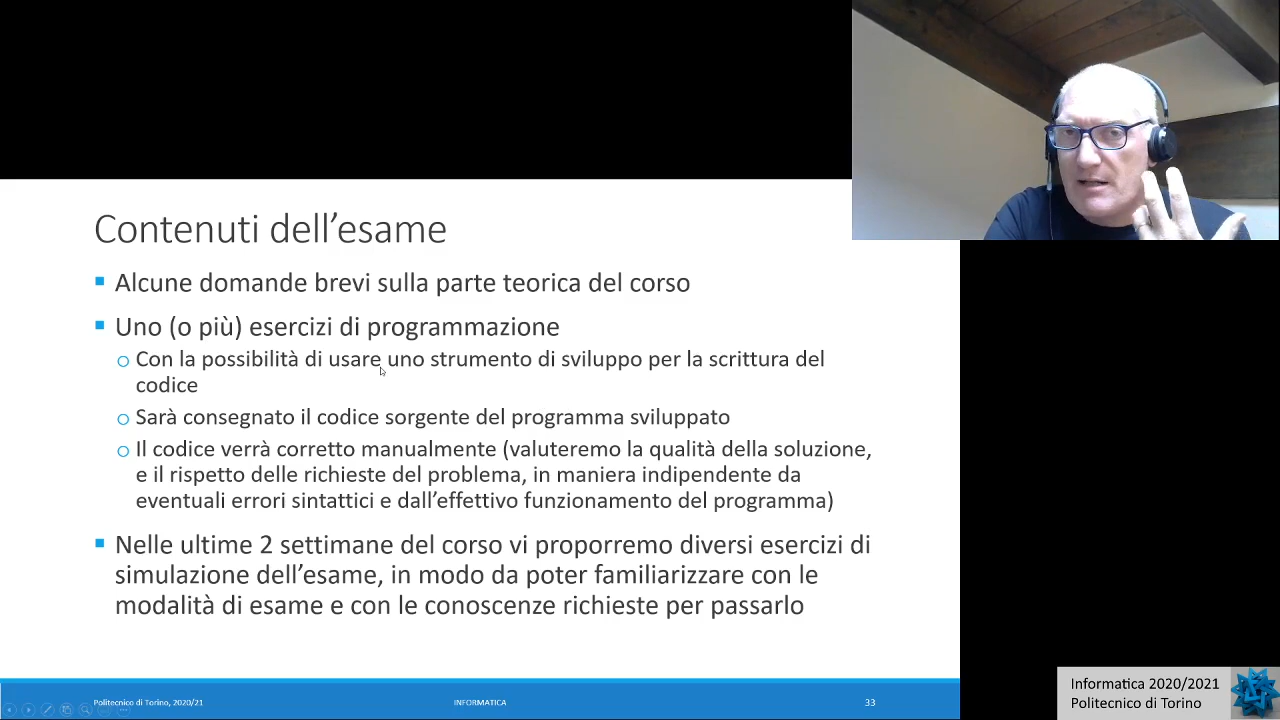 Contenuti dell’esame
Alcune domande brevi sulla parte teorica del corso
Uno (o più) esercizi di programmazione
Con la possibilità di usare uno strumento di sviluppo per la scrittura del
codice
Sarà consegnato il codice sorgente del programma sviluppato
Il codice verrà corretto manualmente (valuteremo la qualità della soluzione,
e il rispetto delle richieste del problema, in maniera indipendente da
eventuali errori sintattici e dall’effettivo funzionamento del programma)
Nelle ultime 2 settimane del corso vi proporremo diversi esercizi di
simulazione dell’esame, in modo da poter familiarizzare con le
modalità di esame e con le conoscenze richieste per passarlo
Politecnico di Torino, 2020/21
INFORMATICA
33
Informatica 2020/2021
Politecnico di Torino